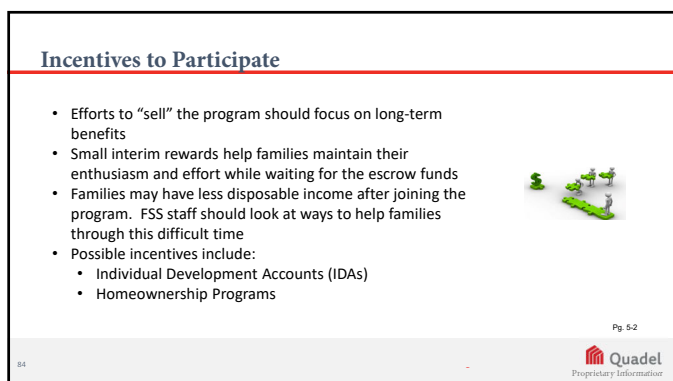 Incentives to Participate
• Efforts to “sell” the program should focus on long-term
benefits
• Small interim rewards help families maintain their
enthusiasm and effort while waiting for the escrow funds
• Families may have less disposable income after joining the
program.  FSS staff should look at ways to help families
through this difficult time
• Possible incentives include:
• Individual Development Accounts (IDAs)
• Homeownership Programs
$
Pg. 5-2
84
-
Quadel
Proprietary Information